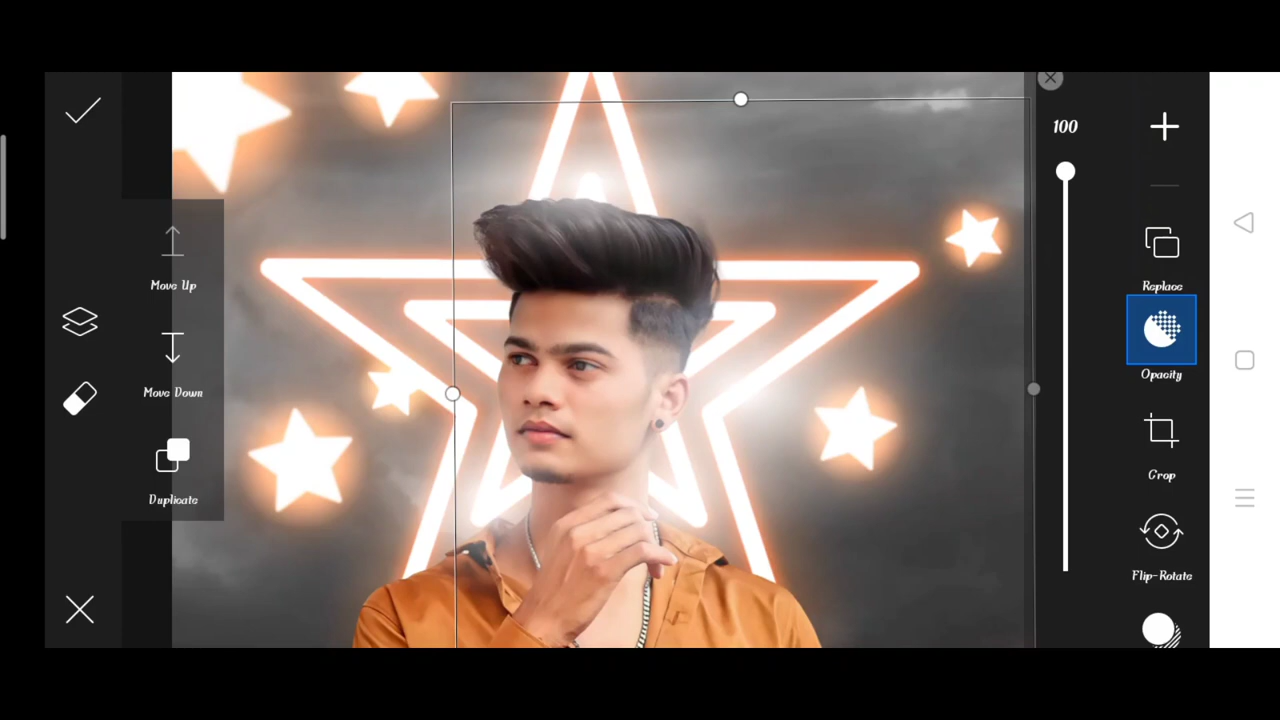 100
Move Up
Replace
Move Down
Opacity
Crop
Duplicate
Flip-Rotate